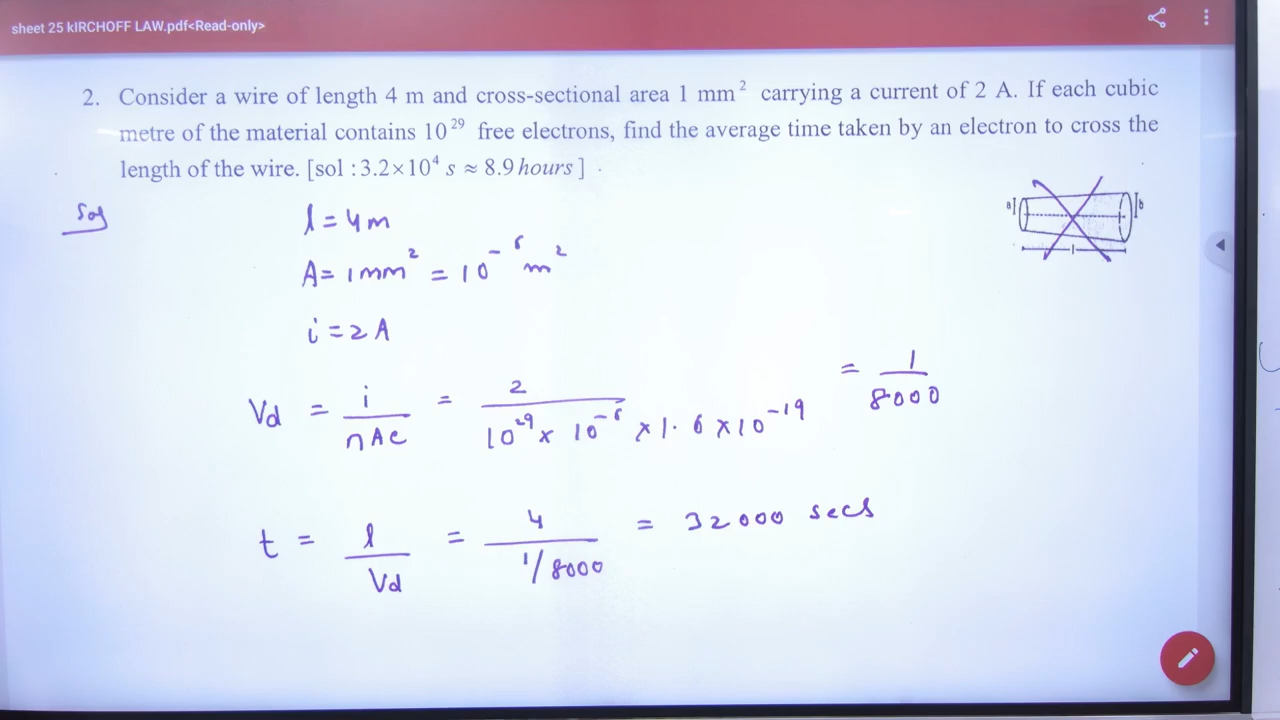 sheet 25 kIRCHOFF LAW.pdf<Read-only>
2. Consider a wire of length 4 m and cross-sectional area 1 mm² carrying a current of 2 A. If each cubic
metre of the material contains 10²⁹ free electrons, find the average time taken by an electron to cross the
length of the wire. [sol : 3.2×10⁴ s ≈ 8.9 hours ]
Sol
l = 4m
a b
l
A = 1mm² = 10⁻⁶ m²
i = 2 A
Vd = i / nAe = 2 / 10²⁹ × 10⁻⁶ × 1.6 × 10⁻¹⁹ = 1 / 8000
t = l / Vd = 4 / 1/8000 = 32000 secs